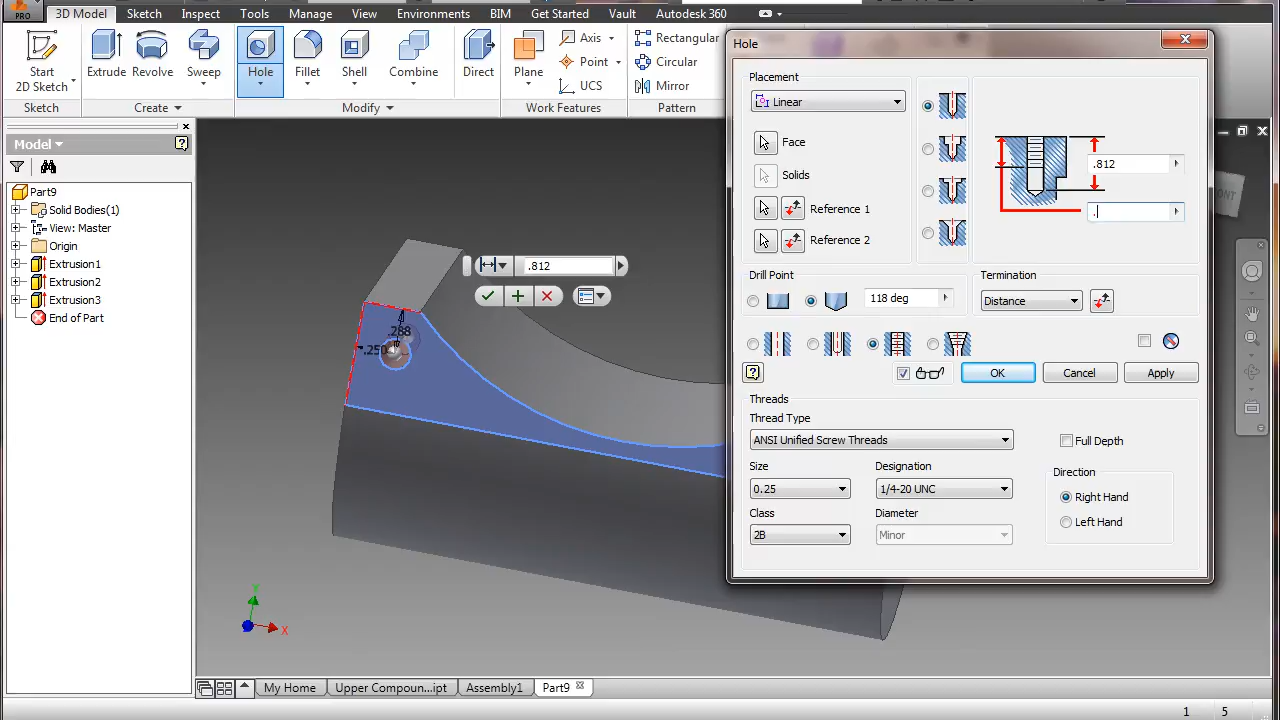 PRO
3D Model Sketch Inspect Tools Manage View Environments BIM Get Started Vault Autodesk 360
Start
2D Sketch
Extrude Revolve Sweep
Hole Fillet Shell Combine
Direct
Plane
Axis
Point
UCS
Rectangular
Circular
Mirror
Sketch Create Modify Work Features Pattern
Model
Part9
Solid Bodies(1)
View: Master
Origin
Extrusion1
Extrusion2
Extrusion3
End of Part
.812
.288
.250
Y
X
Hole
Placement
Linear
Face
Solids
Reference 1
Reference 2
.812
.
Drill Point
118 deg
Termination
Distance
OK Cancel Apply
Threads
Thread Type
ANSI Unified Screw Threads
Full Depth
Size
0.25
Designation
1/4-20 UNC
Direction
Right Hand
Left Hand
Class
2B
Diameter
Minor
My Home Upper Compoun...ipt Assembly1 Part9
1 5